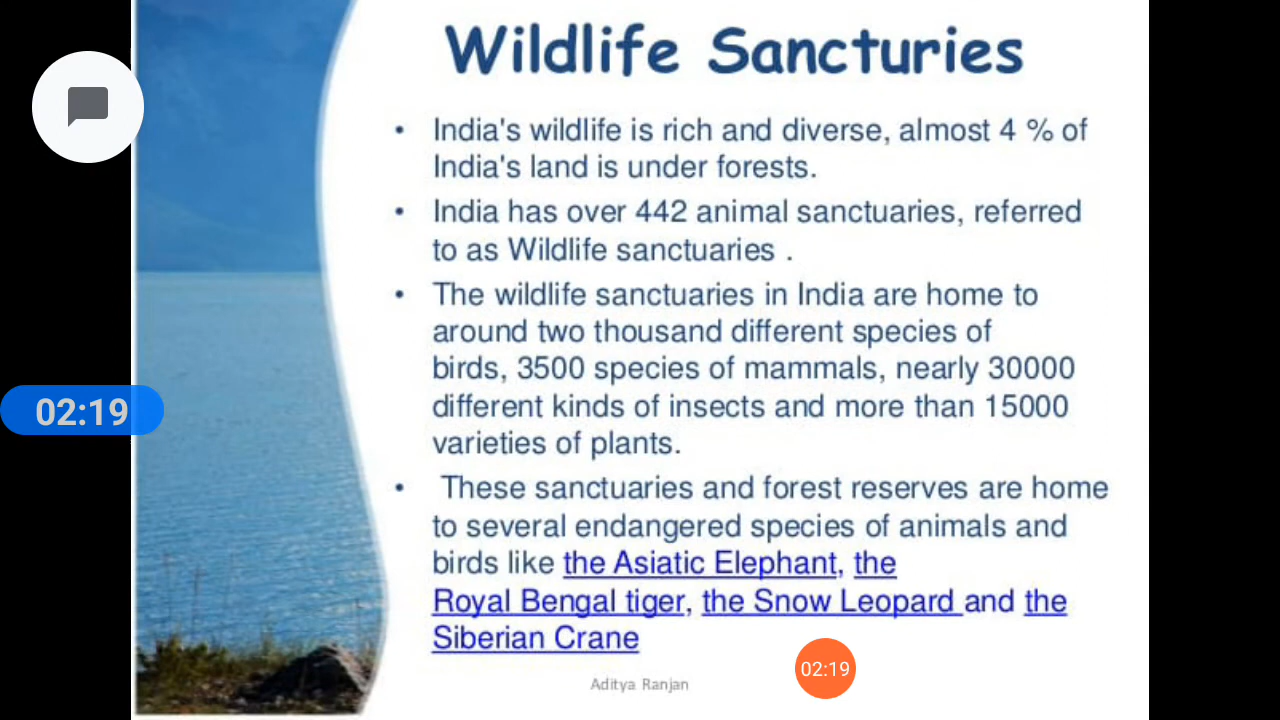 Wildlife Sancturies
• India's wildlife is rich and diverse, almost 4 % of
India's land is under forests.
• India has over 442 animal sanctuaries, referred
to as Wildlife sanctuaries .
• The wildlife sanctuaries in India are home to
around two thousand different species of
birds, 3500 species of mammals, nearly 30000
different kinds of insects and more than 15000
varieties of plants.
• These sanctuaries and forest reserves are home
to several endangered species of animals and
birds like the Asiatic Elephant, the
Royal Bengal tiger, the Snow Leopard and the
Siberian Crane
Aditya Ranjan
02:19
02:19